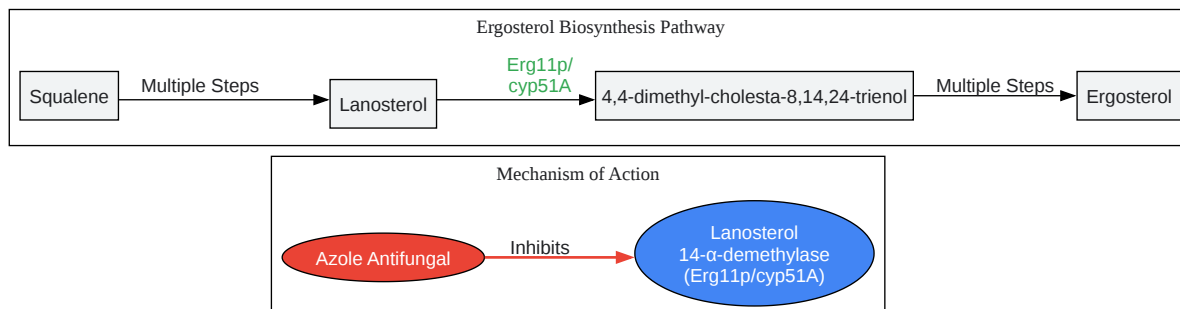 Ergosterol Biosynthesis Pathway
Squalene
Multiple Steps
Lanosterol
Erg11p/
cyp51A
4,4-dimethyl-cholesta-8,14,24-trienol
Multiple Steps
Ergosterol
Mechanism of Action
Azole Antifungal
Inhibits
Lanosterol
14-α-demethylase
(Erg11p/cyp51A)